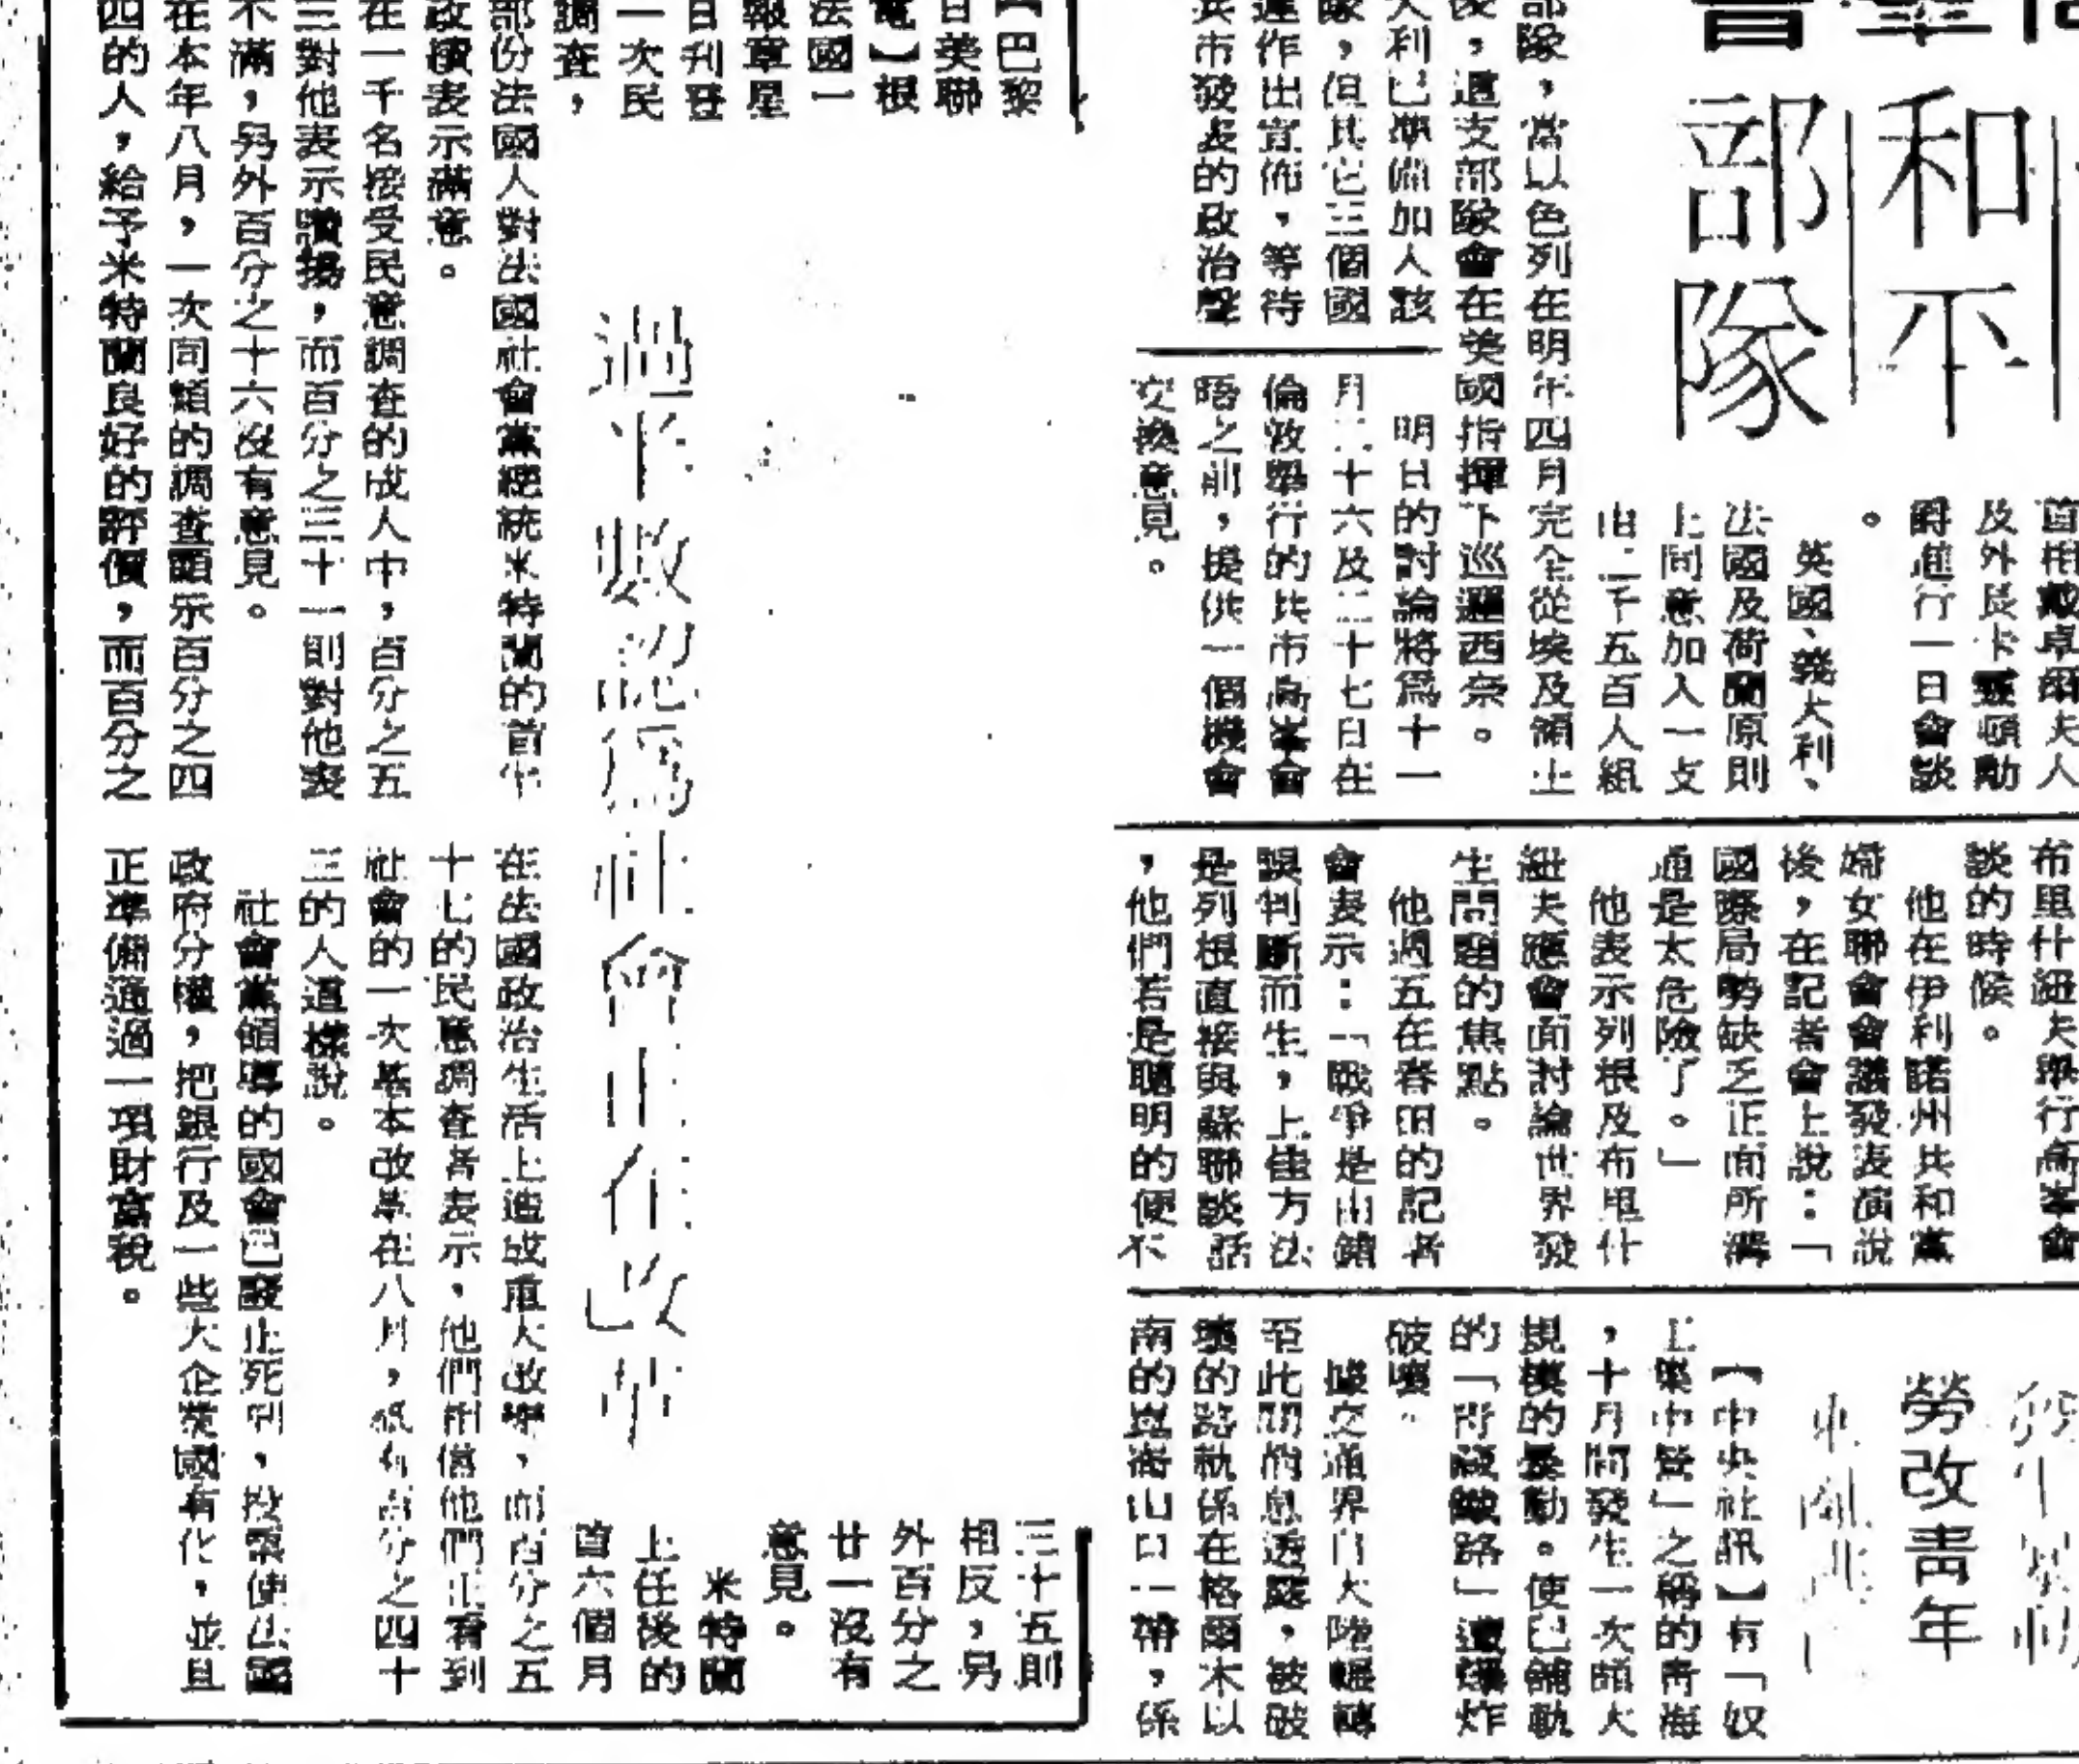 和平
部隊
及外長卡靈頓勳
爵進行一日會談
。
英國、義大利、
法國及荷蘭原則
上同意加入一支
由二千五百人組
部隊，當以色列在明年四月完全從埃及領土
後，這支部隊會在美國指揮下巡邏西奈。
大利已準備加入該
隊，但其它三個國
遲作出宣佈，等待
共市發表的政治聲
明日的討論將爲十一
月二十六及二十七日在
倫敦舉行的共市高峯會
晤之前，提供一個機會
交換意見。
布里什紐夫舉行高峯會
談的時候。
他在伊利諾州共和黨
婦女聯會會議發表演說
後，在記者會上說：「
國際局勢缺乏正面所溝
通是太危險了。」
他表示列根及布里什
紐夫應會面討論世界發
生問題的焦點。
他週五在春田的記者
會表示：「戰爭是由錯
誤判斷而生，上佳方法
是列根直接與蘇聯談話
，他們若是聰明的便不
勞改青年
【中央社訊】有「奴
工集中營」之稱的青海
，十月間發生一次頗大
規模的暴動。使已舖軌
的「青藏鐵路」遭爆炸
破壞。
據交通界自大陸輾轉
至此間的消息透露，被破
壞的路軌係在格爾木以
南的崑崙山口一帶，係
過半數認爲社會正在改革
【巴黎
日美聯
電】根
法國一
報章星
日刊登
一次民
調查，
部份法國人對法國社會黨總統米特蘭的首半
政績表示滿意。
在一千名接受民意調查的成人中，百分之五
三對他表示讚揚，而百分之三十一則對他表
不滿，另外百分之十六沒有意見。
在本年八月，一次同類的調查顯示百分之四
四的人，給予米特蘭良好的評價，而百分之
三十五則
相反，另
外百分之
廿一沒有
意見。
米特蘭
上任後的
首六個月
在法國政治生活上造成重大改變，而百分之五
十七的民意調查者表示，他們相信他們正看到
社會的一次基本改革在八月，祇有百分之四十
三的人這樣說。
社會黨領導的國會已廢止死刑，投票使法國
政府分權，把銀行及一些大企業國有化，並且
正準備通過一項財富稅。